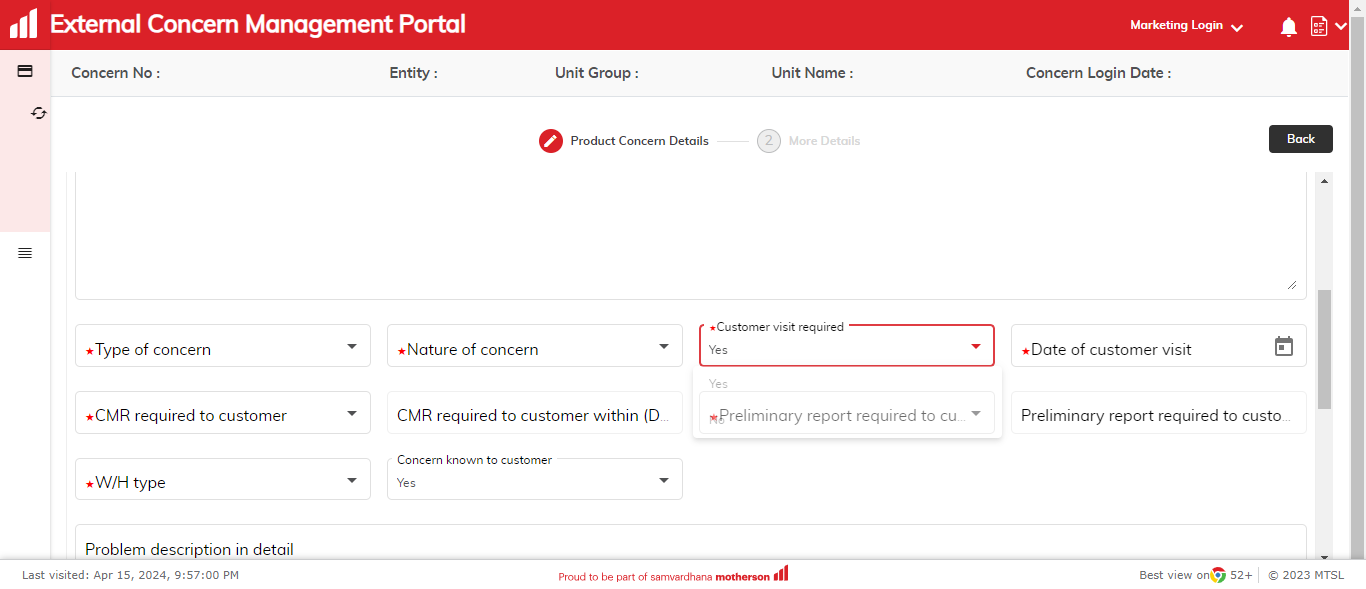 External Concern Management Portal
Marketing Login
Concern No :
Entity :
Unit Group :
Unit Name :
Concern Login Date :
Product Concern Details
2
More Details
Back
*Type of concern
*Nature of concern
*Customer visit required
Yes
*Date of customer visit
Yes
No
*CMR required to customer
CMR required to customer within (D...
*Preliminary report required to cu...
Preliminary report required to custo...
*W/H type
Concern known to customer
Yes
Problem description in detail
Last visited: Apr 15, 2024, 9:57:00 PM
Proud to be part of samvardhana motherson
Best view on 52+
© 2023 MTSL